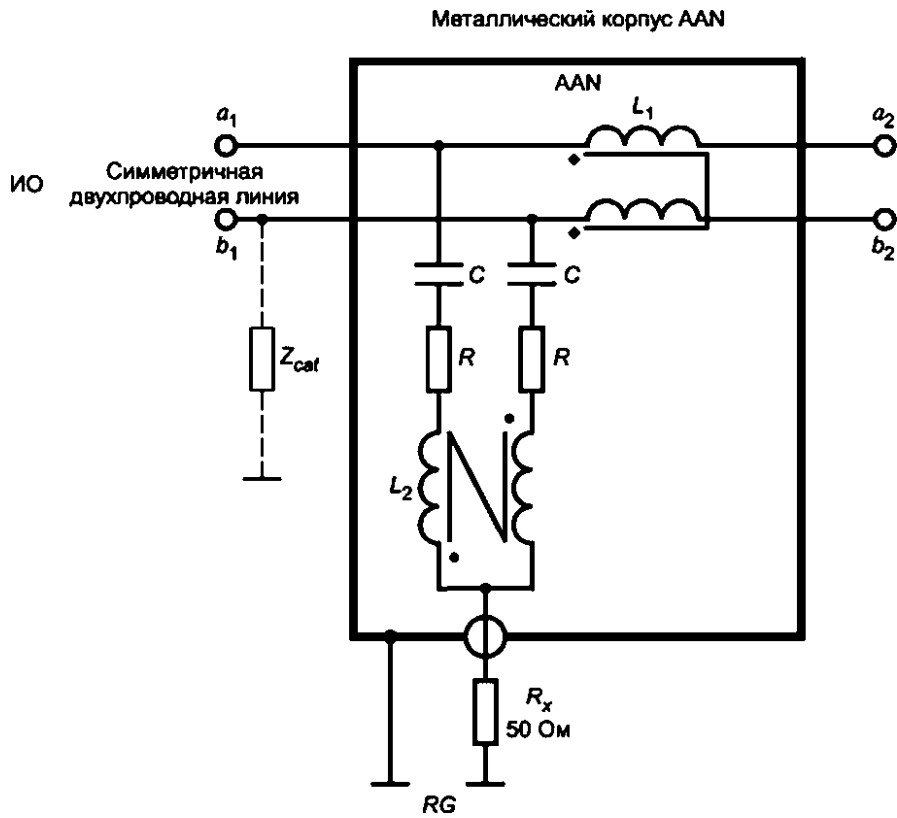 Металлический корпус AAN
AAN
L1
a1
a2
ИО
Симметричная
двухпроводная линия
b1
b2
C
C
Zcat
R
R
L2
Rx
50 Ом
RG